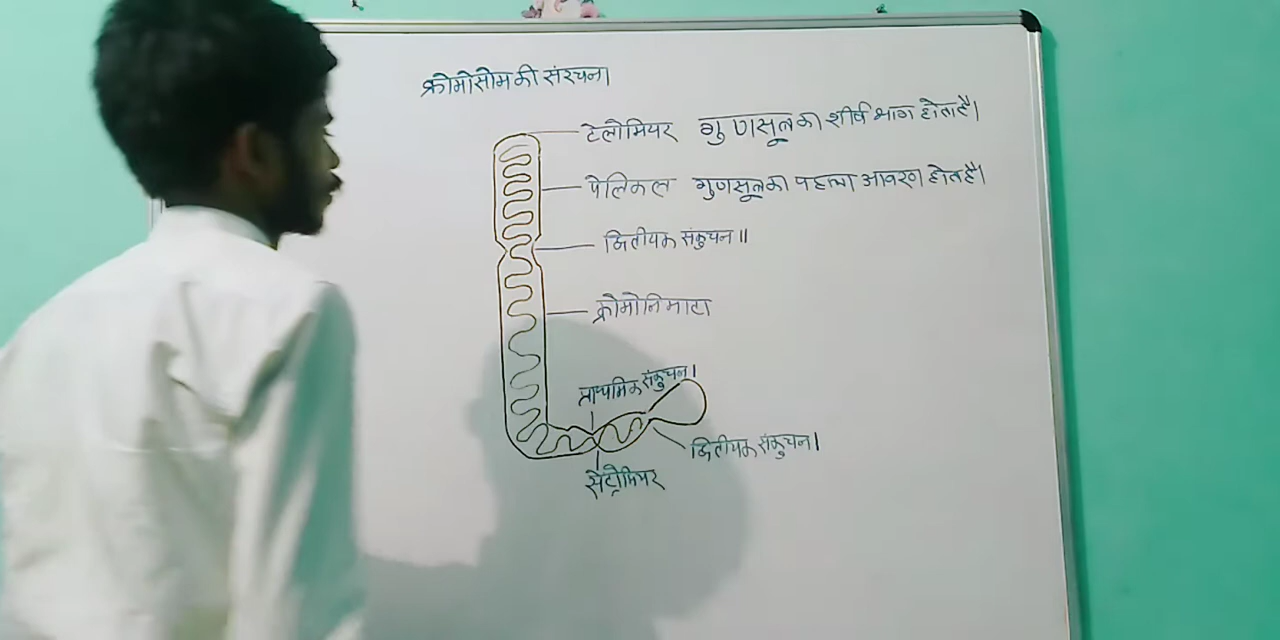 क्रोमोसोम की संरचना
टेलोमियर गुणसूत्र का शीर्ष भाग होता है।
पेलिकल गुणसूत्र का पहला आवरण होता है।
द्वितीयक संकुचन ॥
क्रोमोनिमाटा
प्राथमिक संकुचन।
द्वितीयक संकुचन।
सेंट्रोमियर